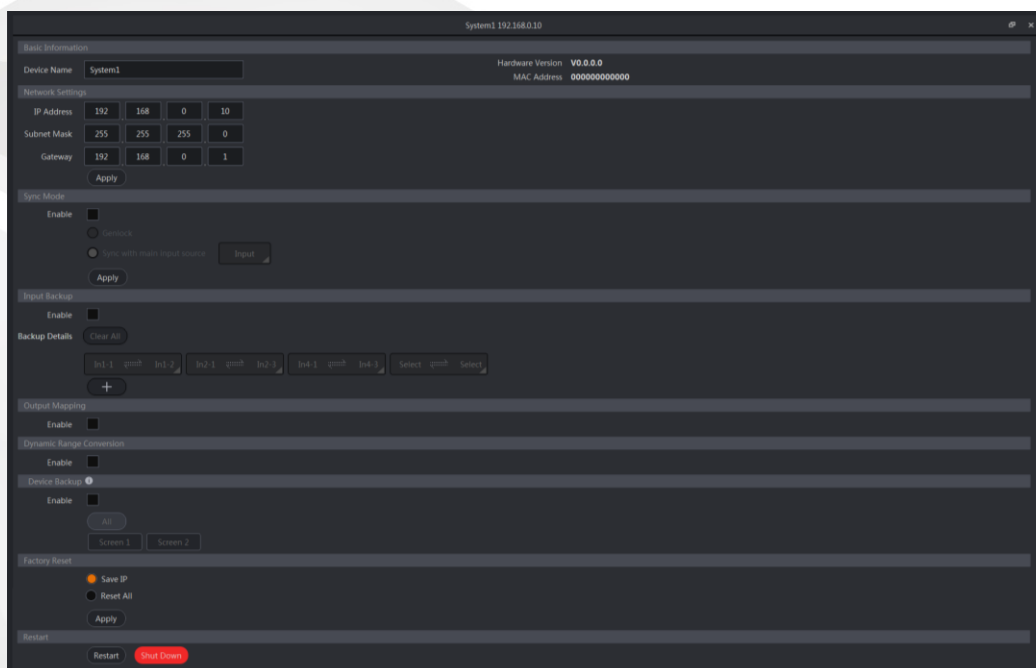 System1 192.168.0.10
Basic Information
Device Name System1
Hardware Version V0.0.0.0
MAC Address 000000000000
Network Settings
IP Address 192 . 168 . 0 . 10
Subnet Mask 255 . 255 . 255 . 0
Gateway 192 . 168 . 0 . 1
Apply
Sync Mode
Enable
Genlock
Sync with main input source Input
Apply
Input Backup
Enable
Backup Details Clear All
In1-1 In1-2 In2-1 In2-3 In4-1 In4-3 Select Select
+
Output Mapping
Enable
Dynamic Range Conversion
Enable
Device Backup
Enable
All
Screen 1 Screen 2
Factory Reset
Save IP
Reset All
Apply
Restart
Restart Shut Down